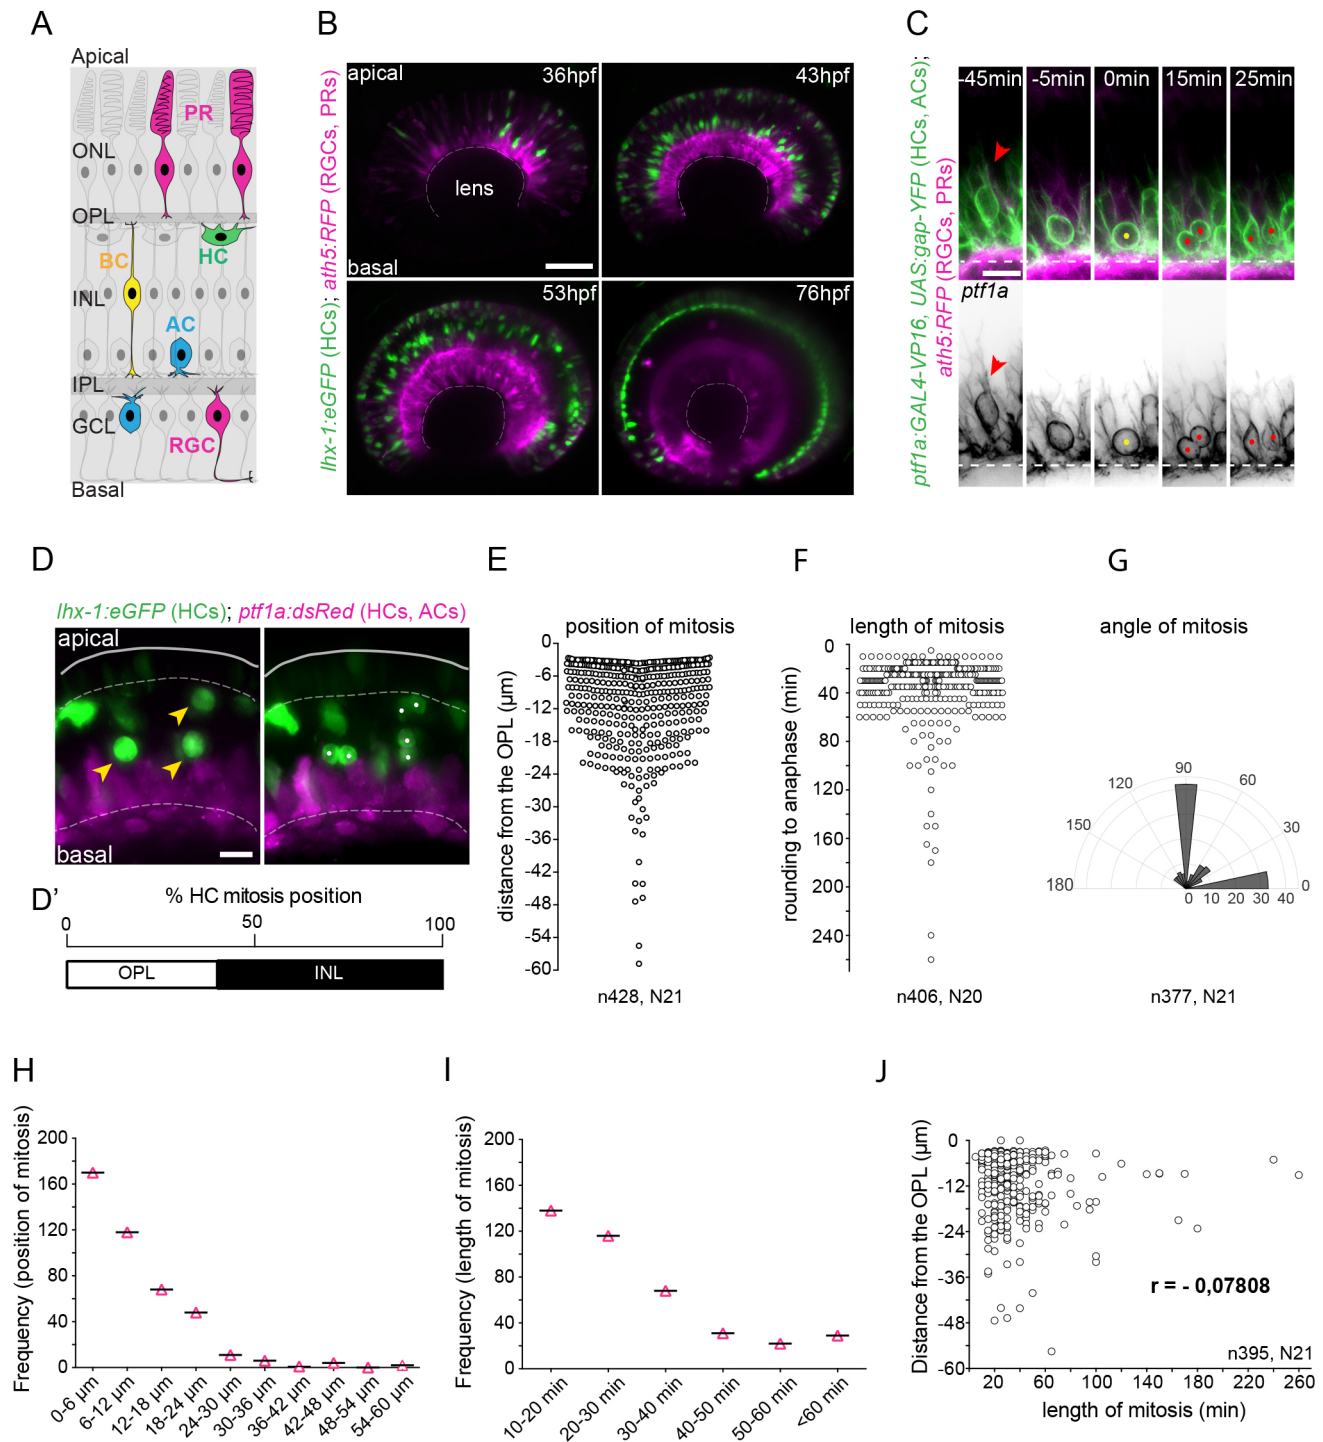 A
Apical
PR
ONL
OPL
BC
HC
INL
AC
IPL
GCL
RGC
Basal
B
lhx-1:eGFP (HCs); ath5:RFP (RGCs, PRs)
apical
36hpf
lens
basal
43hpf
53hpf
76hpf
C
ptf1a:GAL4-VP16, UAS:gap-YFP (HCs, ACs);
ath5:RFP (RGCs, PRs)
-45min
-5min
0min
15min
25min
ptf1a
D
lhx-1:eGFP (HCs); ptf1a:dsRed (HCs, ACs)
apical
basal
D'
% HC mitosis position
0
50
100
OPL
INL
E
position of mitosis
distance from the OPL (µm)
0
-6
-12
-18
-24
-30
-36
-42
-48
-54
-60
n428, N21
F
length of mitosis
rounding to anaphase (min)
0
40
80
120
160
200
240
n406, N20
G
angle of mitosis
90
120
60
150
30
180
0
0 10 20 30 40
n377, N21
H
Frequency (position of mitosis)
200
160
120
80
40
0
0-6 µm
6-12 µm
12-18 µm
18-24 µm
24-30 µm
30-36 µm
36-42 µm
42-48 µm
48-54 µm
54-60 µm
I
Frequency (length of mitosis)
200
160
120
80
40
0
10-20 min
20-30 min
30-40 min
40-50 min
50-60 min
<60 min
J
Distance from the OPL (µm)
0
-12
-24
-36
-48
-60
r = - 0,07808
n395, N21
20 60 100 140 180 220 260
length of mitosis (min)